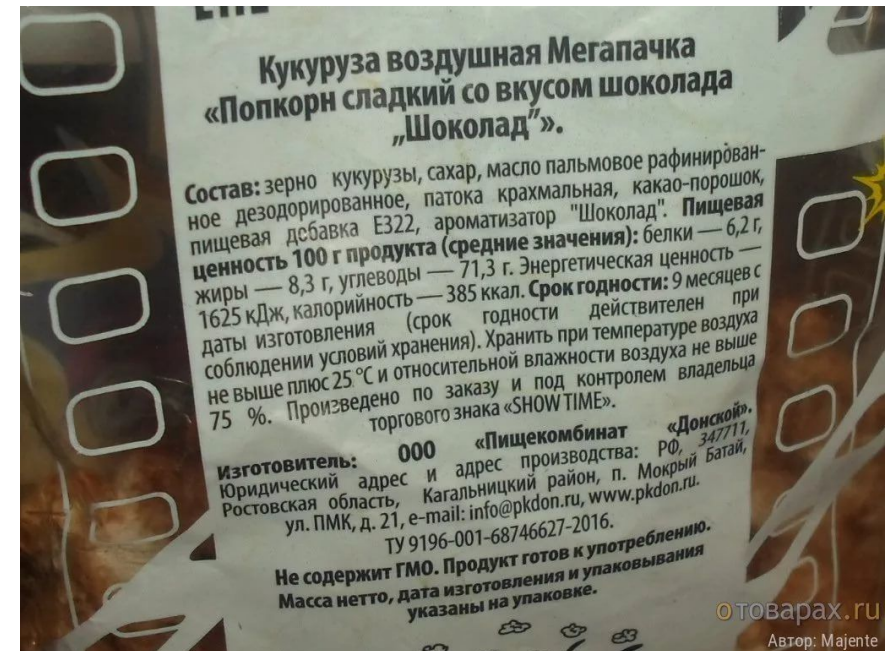 Кукуруза воздушная Мегапачка
«Попкорн сладкий со вкусом шоколада
„Шоколад”».
Состав: зерно кукурузы, сахар, масло пальмовое рафинирован-
ное дезодорированное, патока крахмальная, какао-порошок,
пищевая добавка Е322, ароматизатор "Шоколад". Пищевая
ценность 100 г продукта (средние значения): белки — 6,2 г,
жиры — 8,3 г, углеводы — 71,3 г. Энергетическая ценность —
1625 кДж, калорийность — 385 ккал. Срок годности: 9 месяцев с
даты изготовления (срок годности действителен при
соблюдении условий хранения). Хранить при температуре воздуха
не выше плюс 25 °С и относительной влажности воздуха не выше
75 %. Произведено по заказу и под контролем владельца
торгового знака «SHOW TIME».
Изготовитель: ООО «Пищекомбинат «Донской».
Юридический адрес и адрес производства: РФ, 347711,
Ростовская область, Кагальницкий район, п. Мокрый Батай,
ул. ПМК, д. 21, e-mail: info@pkdon.ru, www.pkdon.ru.
ТУ 9196-001-68746627-2016.
Не содержит ГМО. Продукт готов к употреблению.
Масса нетто, дата изготовления и упаковывания
указаны на упаковке.
отоварах.ru
Автор: Majente